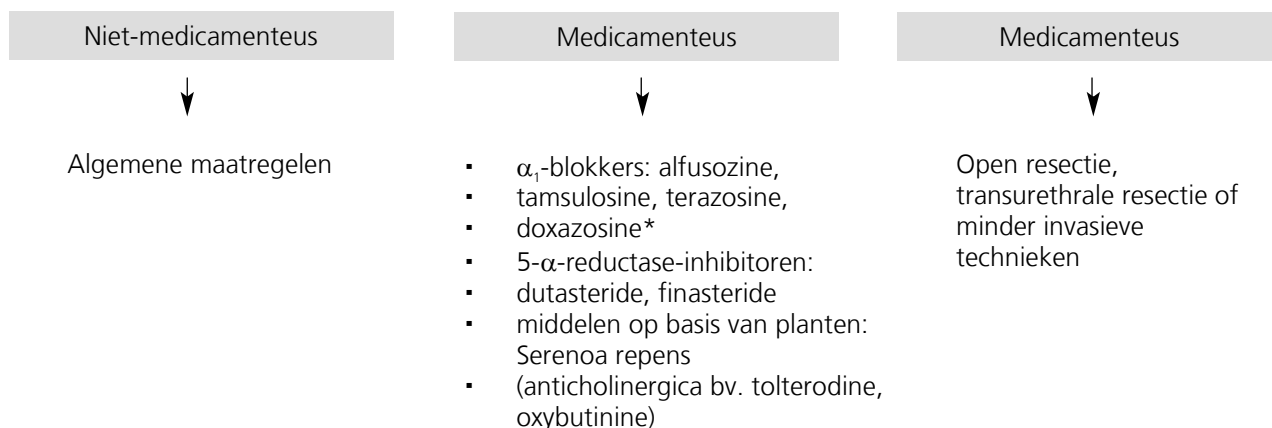 Niet-medicamenteus
Algemene maatregelen
Medicamenteus
▪ α₁-blokkers: alfusozine,
▪ tamsulosine, terazosine,
▪ doxazosine*
▪ 5-α-reductase-inhibitoren:
▪ dutasteride, finasteride
▪ middelen op basis van planten:
Serenoa repens
▪ (anticholinergica bv. tolterodine,
oxybutinine)
Medicamenteus
Open resectie,
transurethrale resectie of
minder invasieve
technieken